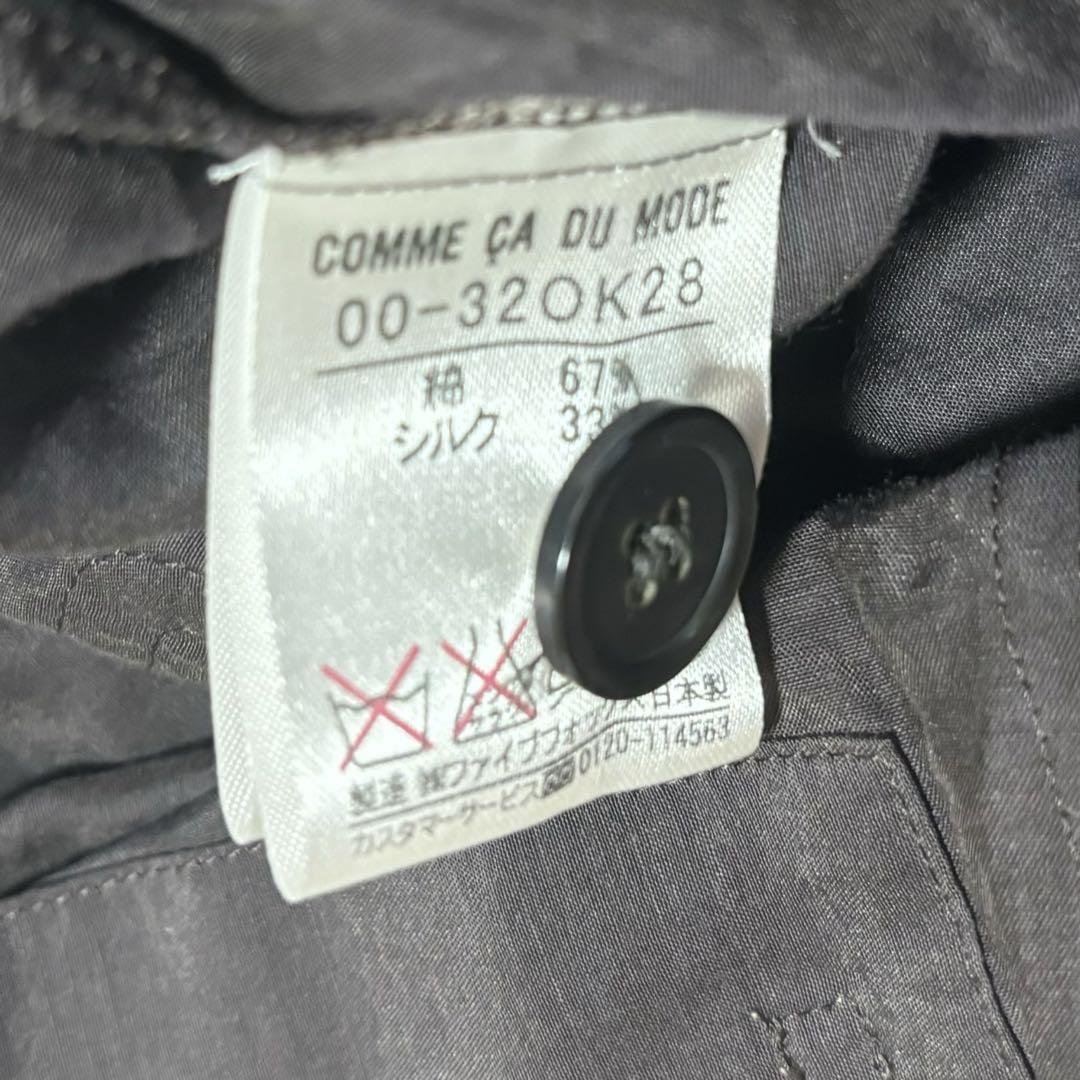 COMME ÇA DU MODE
00-32OK28
綿 67%
シルク 33
製造 ㈱ファイブフォックス日本製
カスタマーサービス 0120-114563